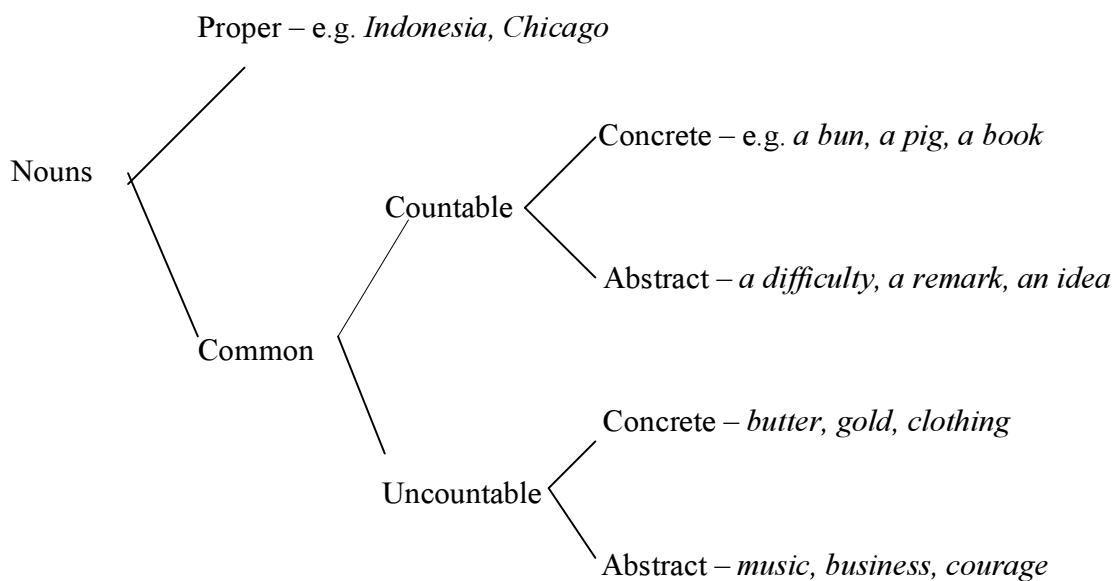 Proper – e.g. Indonesia, Chicago
Concrete – e.g. a bun, a pig, a book
Nouns
Countable
Abstract – a difficulty, a remark, an idea
Common
Concrete – butter, gold, clothing
Uncountable
Abstract – music, business, courage